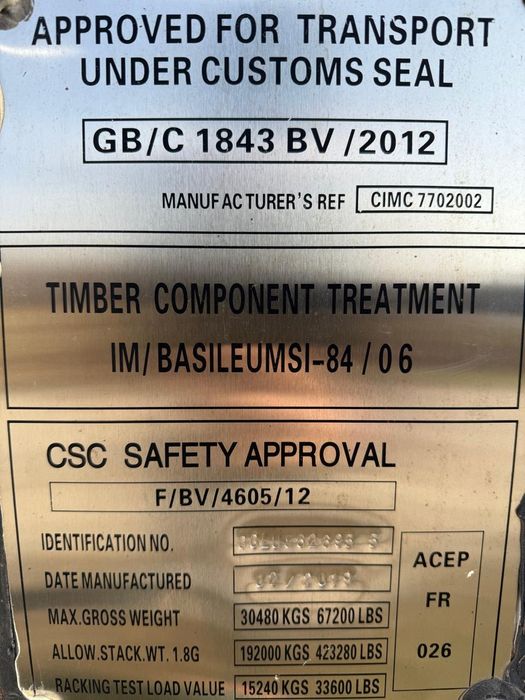 APPROVED FOR TRANSPORT
UNDER CUSTOMS SEAL
GB/C 1843 BV /2012
MANUFACTURER'S REF CIMC 7702002
TIMBER COMPONENT TREATMENT
IM/BASILEUMSI-84/06
CSC SAFETY APPROVAL
F/BV/4605/12
IDENTIFICATION NO.
DATE MANUFACTURED
ACEP
MAX.GROSS WEIGHT 30480 KGS 67200 LBS
FR
ALLOW.STACK.WT. 1.8G 192000 KGS 423280 LBS
026
RACKING TEST LOAD VALUE 15240 KGS 33600 LBS